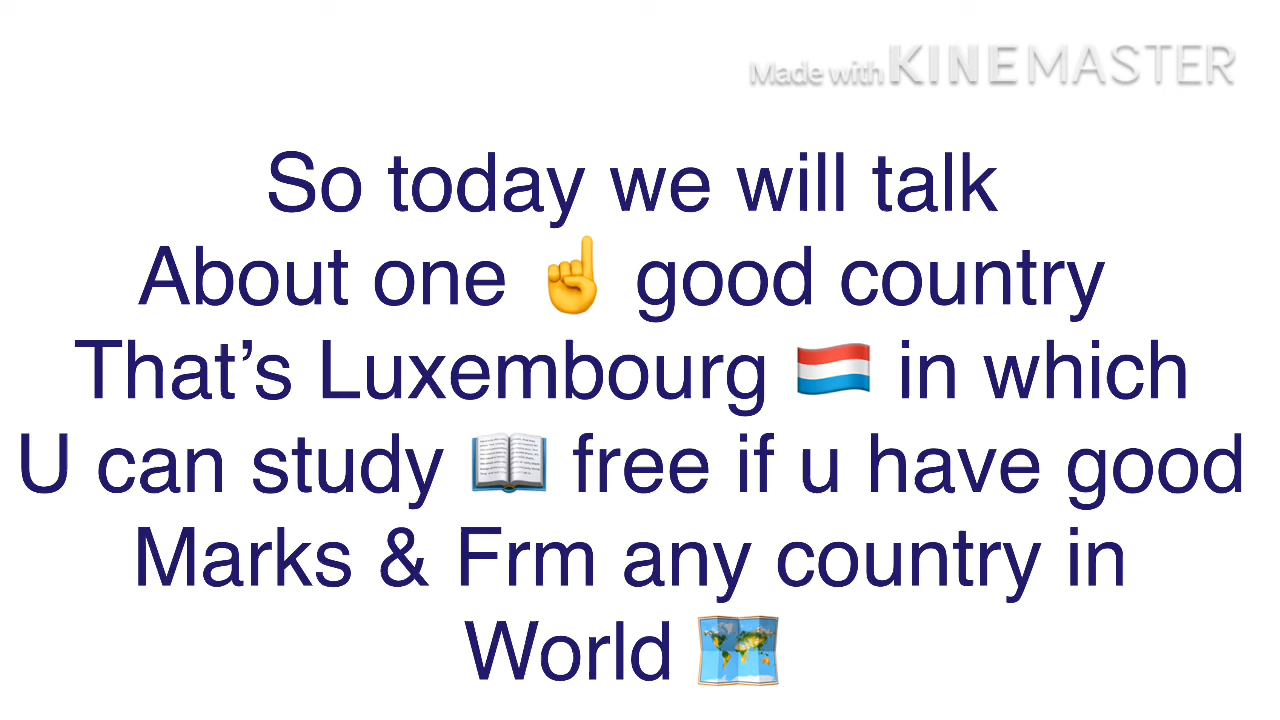 Made with KINEMASTER
So today we will talk
About one ☝️ good country
That’s Luxembourg 🇱🇺 in which
U can study 📖 free if u have good
Marks & Frm any country in
World 🗺️